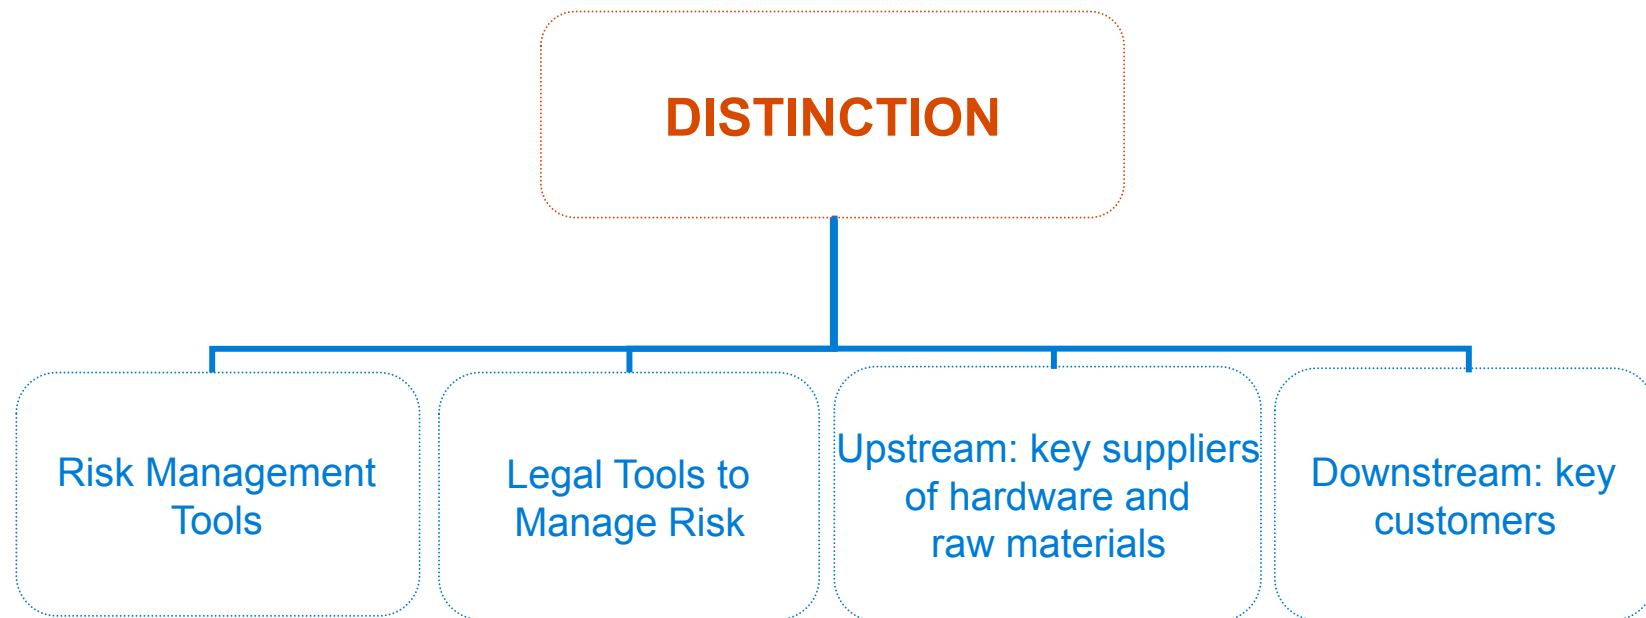 DISTINCTION
Risk Management
Tools
Legal Tools to
Manage Risk
Upstream: key suppliers
of hardware and
raw materials
Downstream: key
customers